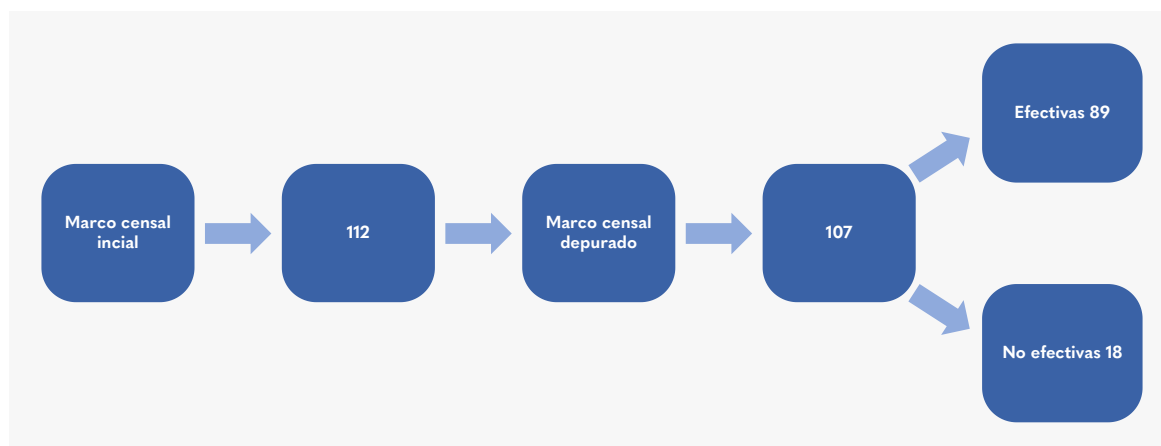 Marco censal
incial
112
Marco censal
depurado
107
Efectivas 89
No efectivas 18